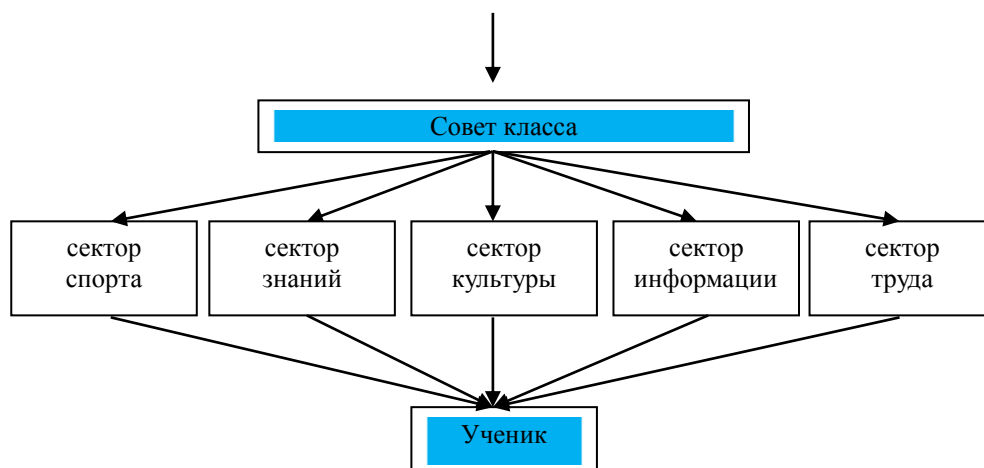 Совет класса
сектор
спорта
сектор
знаний
сектор
культуры
сектор
информации
сектор
труда
Ученик